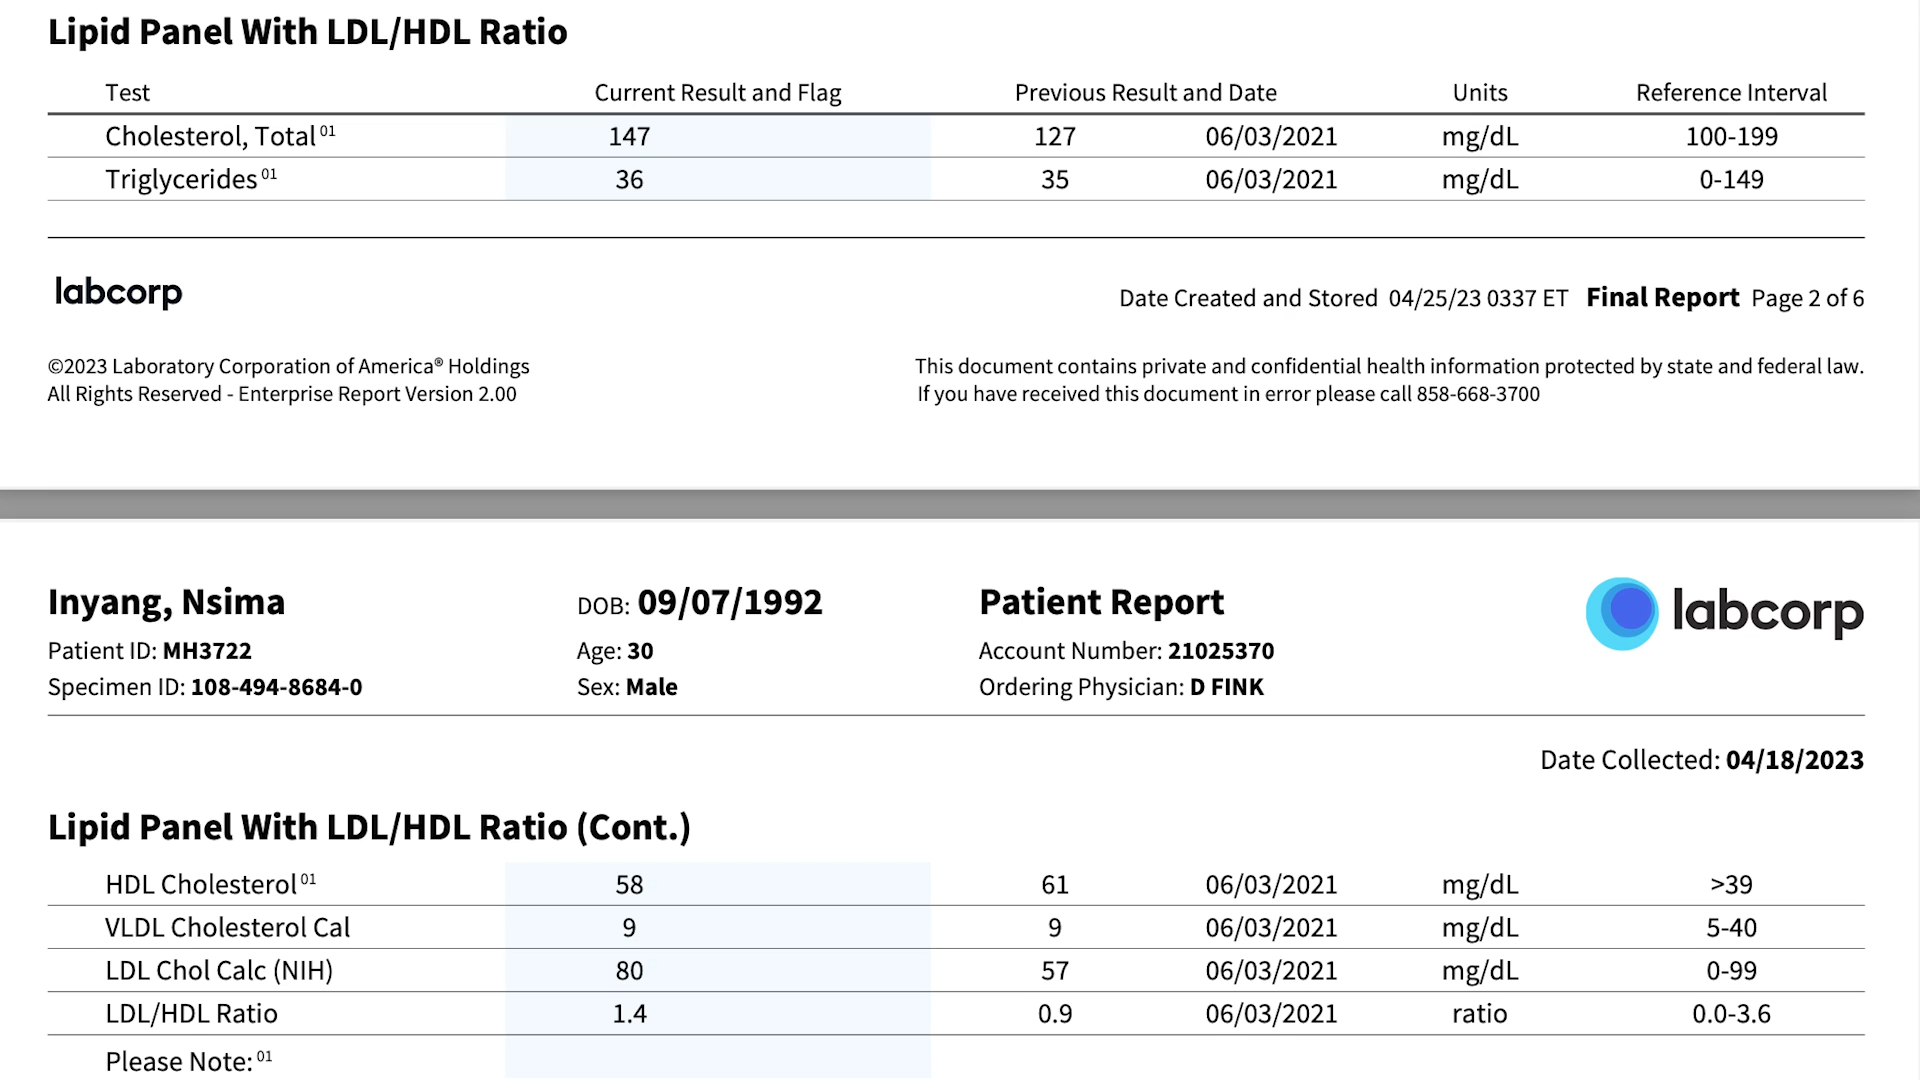 Lipid Panel With LDL/HDL Ratio
Test Current Result and Flag Previous Result and Date Units Reference Interval
Cholesterol, Total 01 147 127 06/03/2021 mg/dL 100-199
Triglycerides 01 36 35 06/03/2021 mg/dL 0-149
labcorp
Date Created and Stored 04/25/23 0337 ET Final Report Page 2 of 6
©2023 Laboratory Corporation of America® Holdings
All Rights Reserved - Enterprise Report Version 2.00
This document contains private and confidential health information protected by state and federal law.
If you have received this document in error please call 858-668-3700
Inyang, Nsima
Patient ID: MH3722
Specimen ID: 108-494-8684-0
DOB: 09/07/1992
Age: 30
Sex: Male
Patient Report
Account Number: 21025370
Ordering Physician: D FINK
labcorp
Date Collected: 04/18/2023
Lipid Panel With LDL/HDL Ratio (Cont.)
HDL Cholesterol 01 58 61 06/03/2021 mg/dL >39
VLDL Cholesterol Cal 9 9 06/03/2021 mg/dL 5-40
LDL Chol Calc (NIH) 80 57 06/03/2021 mg/dL 0-99
LDL/HDL Ratio 1.4 0.9 06/03/2021 ratio 0.0-3.6
Please Note: 01